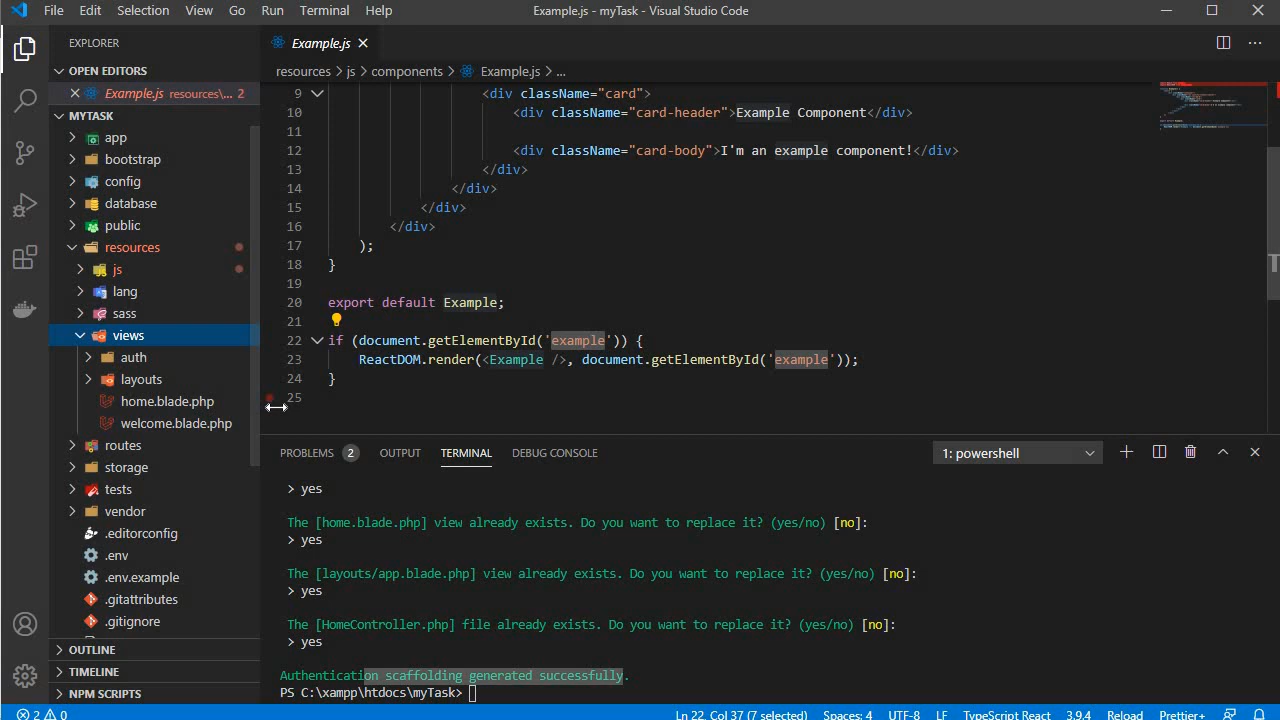 File Edit Selection View Go Run Terminal Help Example.js - myTask - Visual Studio Code
EXPLORER
OPEN EDITORS
Example.js resources\... 2
MYTASK
app
bootstrap
config
database
public
resources
js
lang
sass
views
auth
layouts
home.blade.php
welcome.blade.php
routes
storage
tests
vendor
.editorconfig
.env
.env.example
.gitattributes
.gitignore
OUTLINE
TIMELINE
NPM SCRIPTS
Example.js
resources > js > components > Example.js > ...
9 <div className="card">
10 <div className="card-header">Example Component</div>
11
12 <div className="card-body">I'm an example component!</div>
13 </div>
14 </div>
15 </div>
16 </div>
17 );
18 }
19
20 export default Example;
21
22 if (document.getElementById('example')) {
23 ReactDOM.render(<Example />, document.getElementById('example'));
24 }
25
PROBLEMS 2 OUTPUT TERMINAL DEBUG CONSOLE 1: powershell
> yes
The [home.blade.php] view already exists. Do you want to replace it? (yes/no) [no]:
> yes
The [layouts/app.blade.php] view already exists. Do you want to replace it? (yes/no) [no]:
> yes
The [HomeController.php] file already exists. Do you want to replace it? (yes/no) [no]:
> yes
Authentication scaffolding generated successfully.
PS C:\xampp\htdocs\myTask>
2 0 Ln 22, Col 37 (7 selected) Spaces: 4 UTF-8 LF TypeScript React 3.9.4 Reload Prettier+